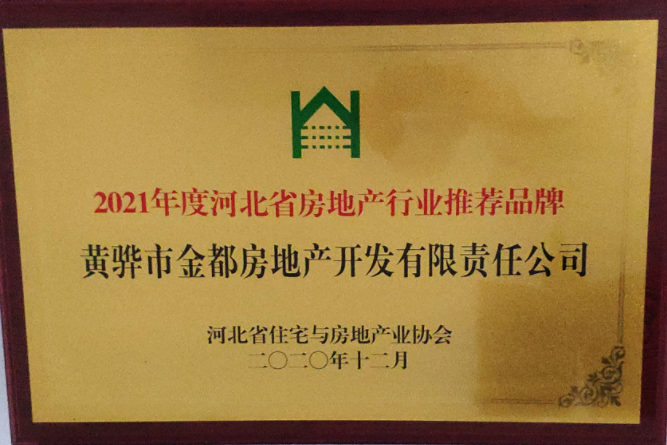 2021年度河北省房地产行业推荐品牌
黄骅市金都房地产开发有限责任公司
河北省住宅与房地产业协会
二〇二〇年十二月